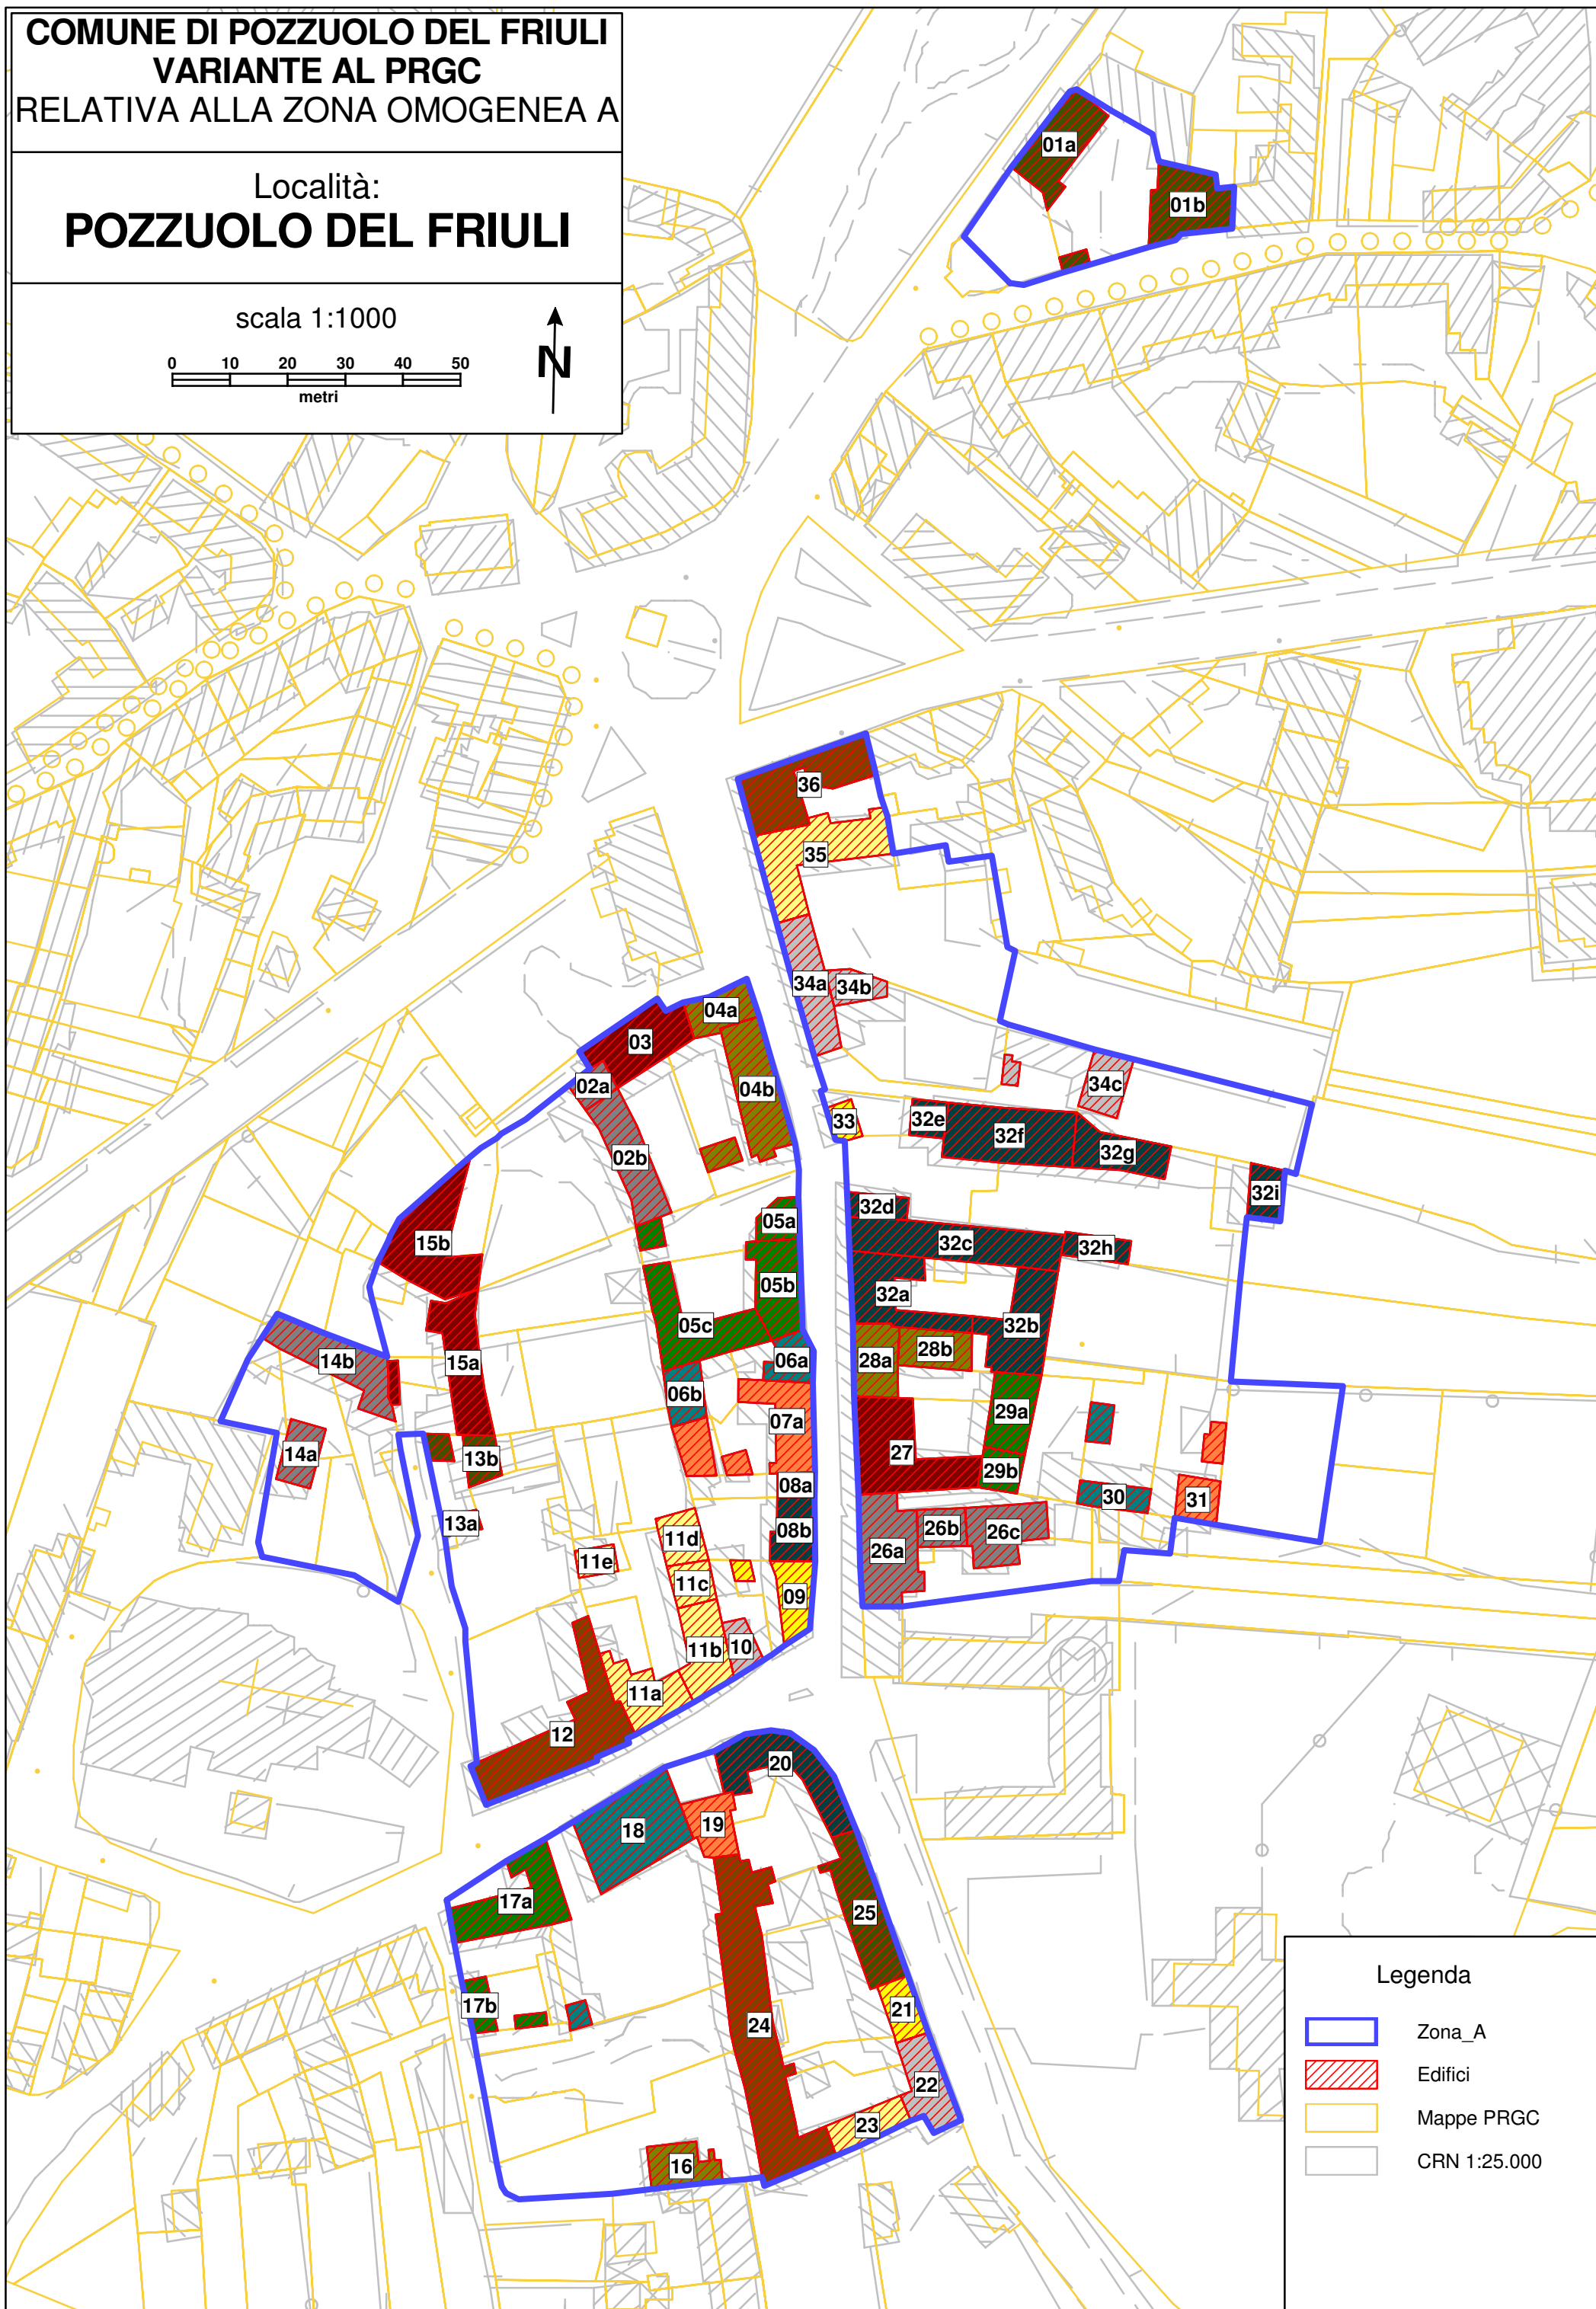 COMUNE DI POZZUOLO DEL FRIULI
VARIANTE AL PRGC
RELATIVA ALLA ZONA OMOGENEA A
Località:
POZZUOLO DEL FRIULI
scala 1:1000
0 10 20 30 40 50
metri
N
01a
01b
36
35
34a
34b
04a
03
34c
02a
04b
32e
33
32f
32g
02b
32i
32d
05a
15b
32c
32h
05b
32a
05c
32b
28b
14b
15a
06a
28a
06b
29a
07a
14a
13b
27
29b
08a
30
31
13a
08b
26b
26c
11d
26a
11e
11c
09
10
11b
11a
12
20
19
18
17a
25
17b
21
24
22
23
16
Legenda
Zona_A
Edifici
Mappe PRGC
CRN 1:25.000